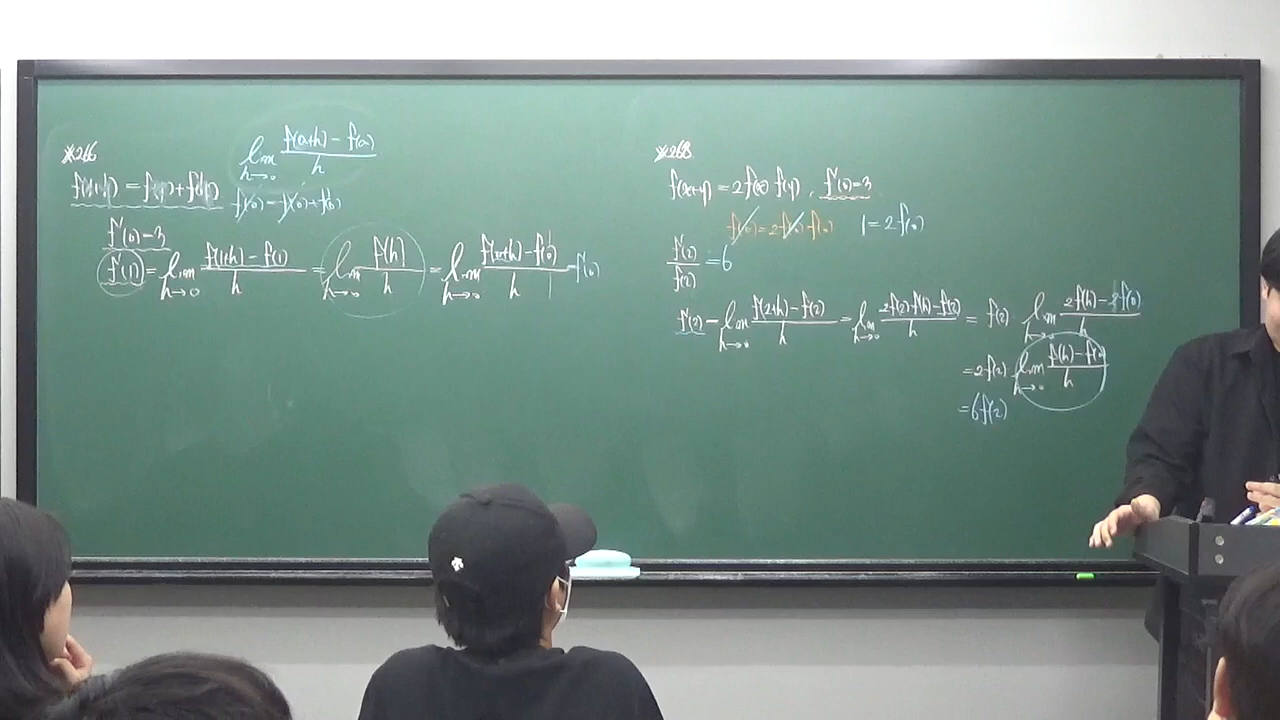 ※266
lim h→0 f(a+h) - f(a) / h
f(x+y) = f(x) + f(y)
f(0) = f(0) + f(0)
f'(0)=3
f'(1) = lim h→0 f(1+h) - f(1) / h = lim h→0 f(h) / h = lim h→0 f(0+h) - f(0) / h = f'(0)
※268
f(x+y) = 2f(x) f(y), f'(0)=3
f(0) = 2f(0) f(0) 1 = 2f(0)
f'(2) / f(2) = 6
f'(2) = lim h→0 f(2+h) - f(2) / h = lim h→0 2f(2) f(h) - f(2) / h = f(2) lim h→0 2f(h) - 2f(0) / h
= 2f(2) lim h→0 f(h) - f(0) / h
= 6f(2)